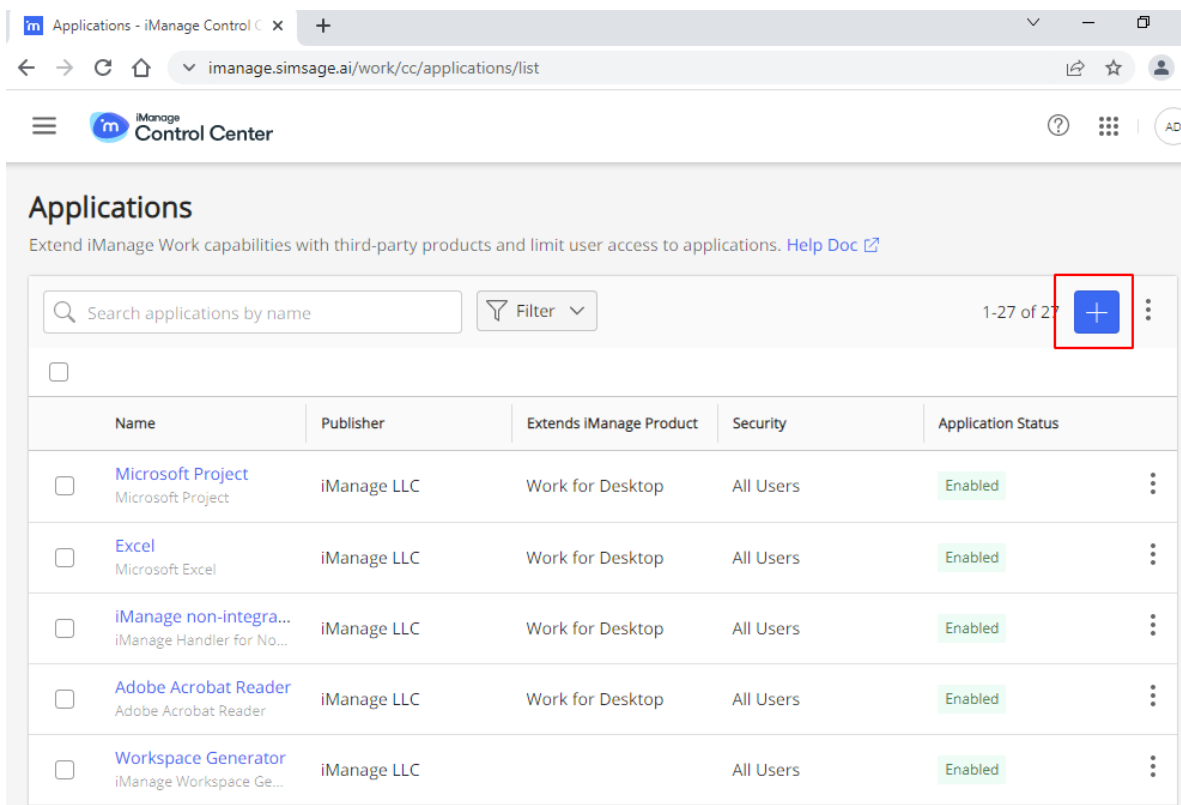 Applications - iManage Control C
imanage.simsage.ai/work/cc/applications/list
iManage
Control Center
AD
Applications
Extend iManage Work capabilities with third-party products and limit user access to applications. Help Doc
Search applications by name
Filter
1-27 of 27
Name Publisher Extends iManage Product Security Application Status
Microsoft Project
Microsoft Project
iManage LLC Work for Desktop All Users Enabled
Excel
Microsoft Excel
iManage LLC Work for Desktop All Users Enabled
iManage non-integra...
iManage Handler for No...
iManage LLC Work for Desktop All Users Enabled
Adobe Acrobat Reader
Adobe Acrobat Reader
iManage LLC Work for Desktop All Users Enabled
Workspace Generator
iManage Workspace Ge...
iManage LLC All Users Enabled